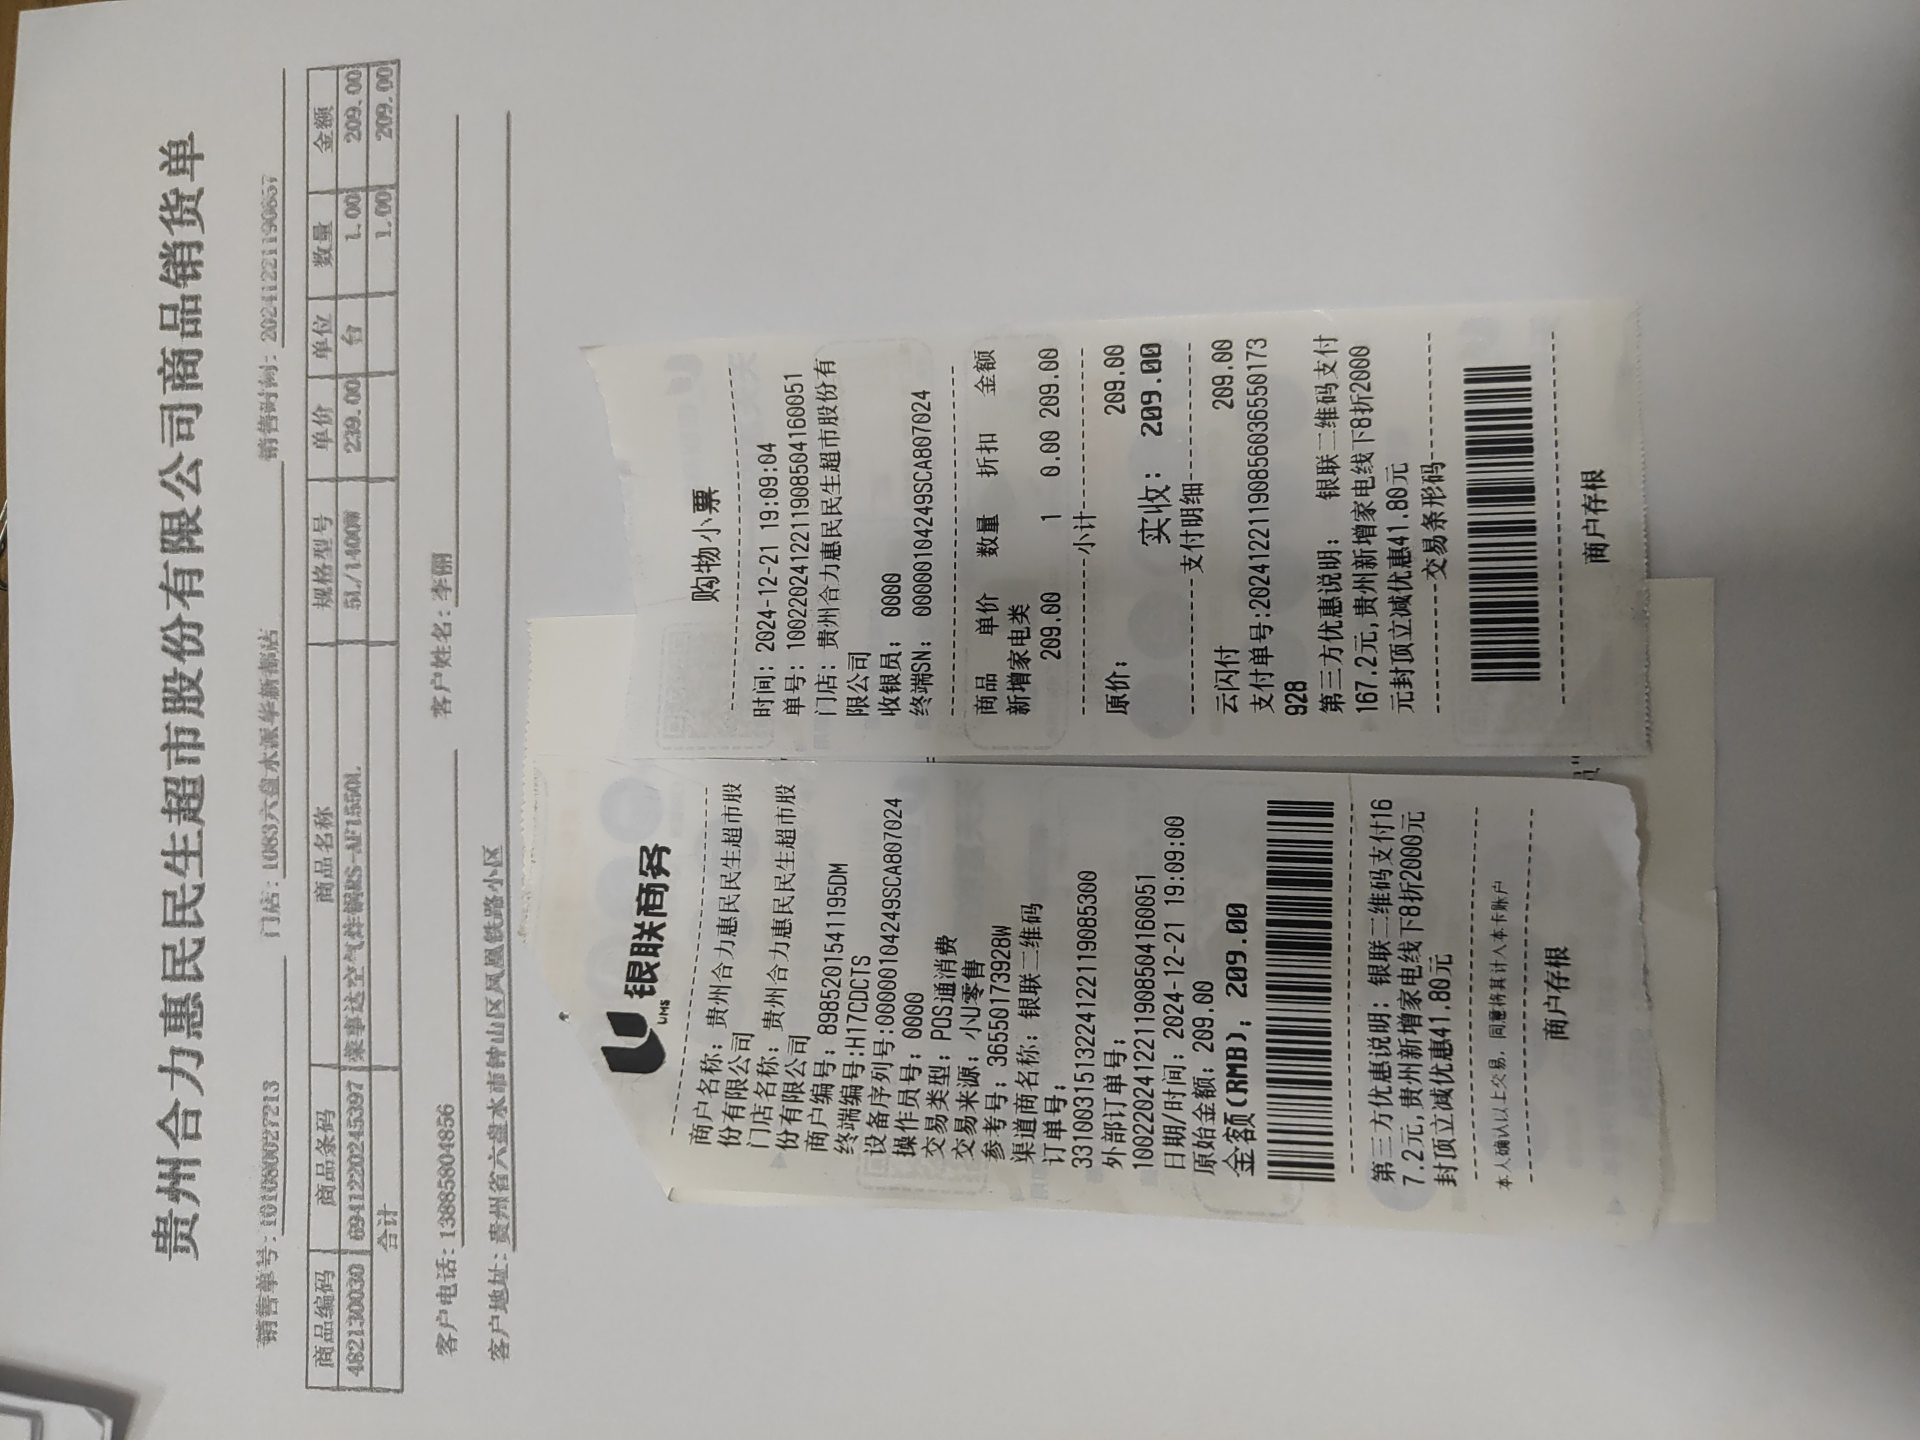 贵州合力惠民民生超市股份有限公司商品销货单
销售单号: 1010800277213 门店: 1083六盘水派华新都店 销售时间: 20241221190857
商品编码 商品条码 商品名称 规格型号 单价 单位 数量 金额
4821300030 6941220245397 荣事达空气炸锅RS-AF1550L 5L/1400W 239.00 台 1.00 209.00
合计 1.00 209.00
客户电话: 13885804856 客户姓名: 李丽
客户地址: 贵州省六盘水市钟山区凤凰铁路小区
UMS 银联商务
商户名称: 贵州合力惠民民生超市股
份有限公司
门店名称: 贵州合力惠民民生超市股
份有限公司
商户编号: 89852015411195DM
终端编号:H17CDCTS
设备序列号:00000104249SCA807024
操作员号: 0000
交易类型: POS通消费
交易来源: 小U零售
参考号: 36550173928W
渠道商名称: 银联二维码
订单号:
33100315132241221119085300
外部订单号:
10022024122119085041600​51
日期/时间: 2024-12-21 19:09:00
原始金额: 209.00
金额(RMB): 209.00
第三方优惠说明: 银联二维码支付16
7.2元,贵州新增家电线下8折2000元
封顶立减优惠41.80元
本人确认以上交易, 同意将其计入本卡账户
商户存根
购物小票
时间: 2024-12-21 19:09:04
单号: 1002202412211908504160051
门店: 贵州合力惠民民生超市股份有
限公司
收银员: 0000
终端SN: 00000104249SCA807024
商品 单价 数量 折扣 金额
新增家电类
209.00 1 0.00 209.00
小计
原价: 209.00
实收: 209.00
支付明细
云闪付 209.00
支付单号:20241221190856036550173
928
第三方优惠说明: 银联二维码支付
167.2元,贵州新增家电线下8折2000
元封顶立减优惠41.80元
交易条形码
商户存根